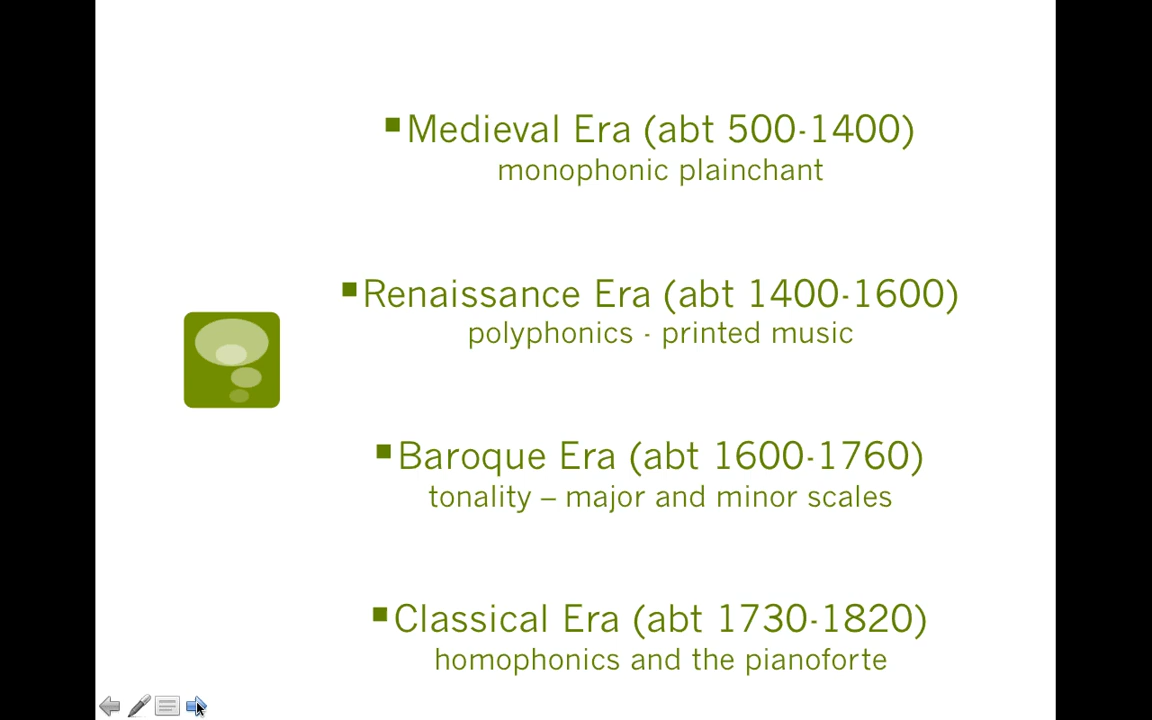 ▪Medieval Era (abt 500-1400)
monophonic plainchant
▪Renaissance Era (abt 1400-1600)
polyphonics - printed music
▪Baroque Era (abt 1600-1760)
tonality – major and minor scales
▪Classical Era (abt 1730-1820)
homophonics and the pianoforte